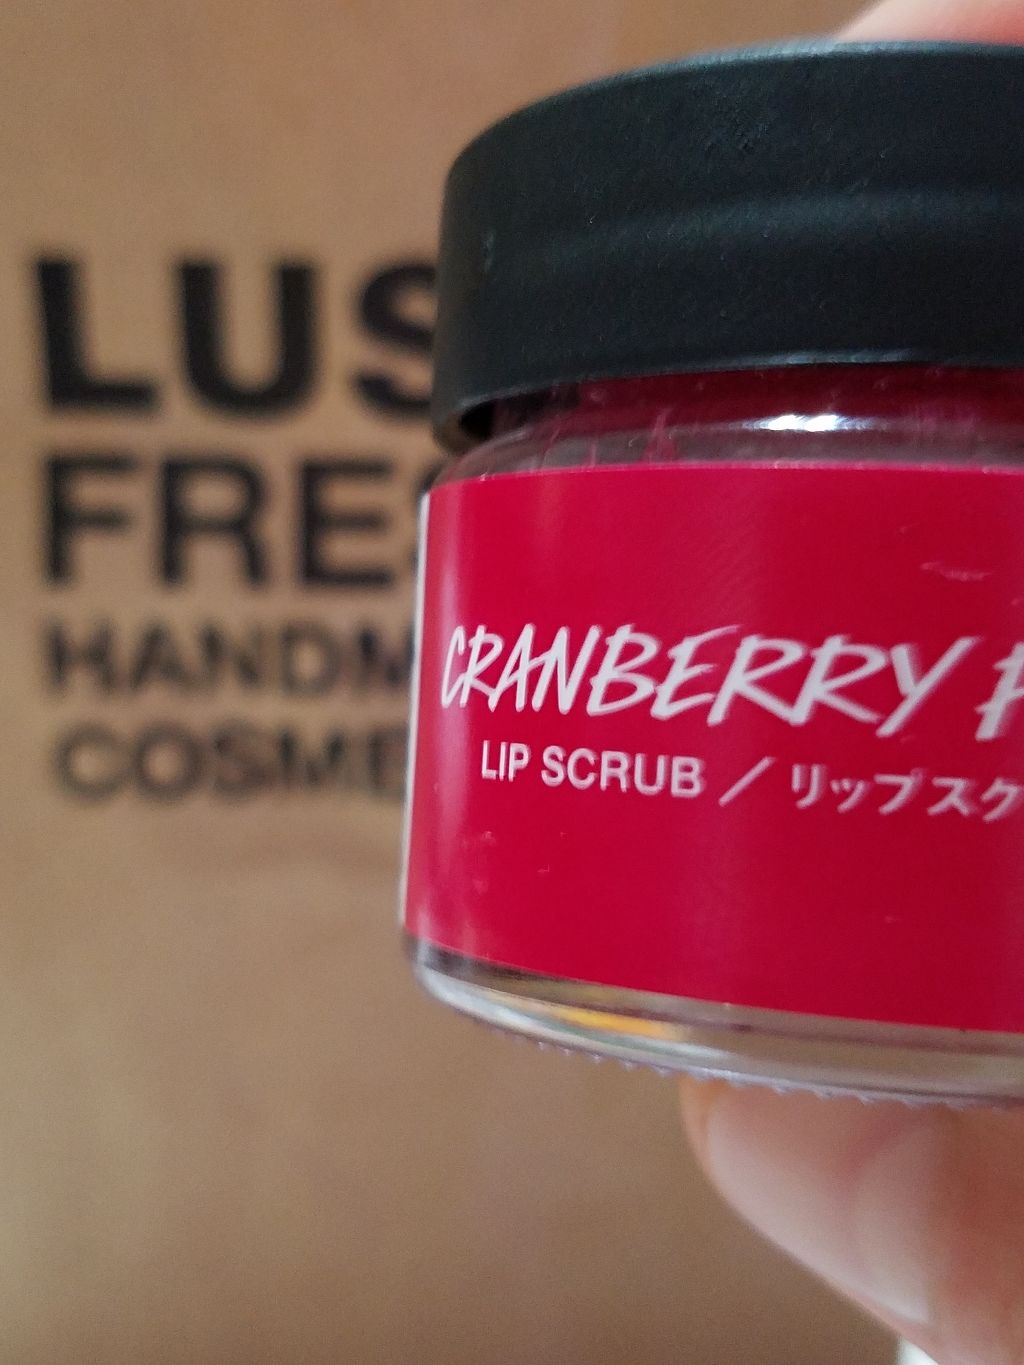 LUS
FRES
HANDM
COSME
CRANBERRY
LIP SCRUB／リップスク